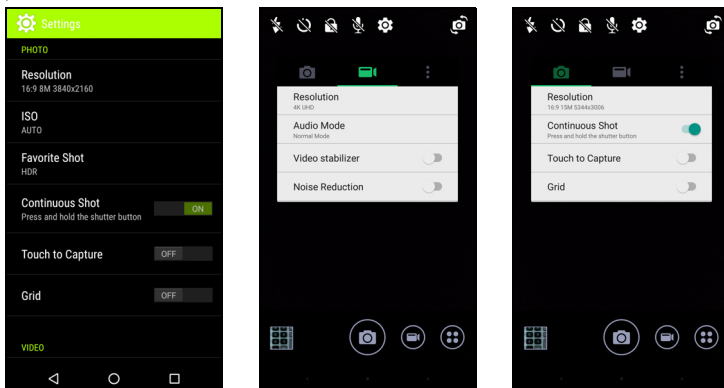 Settings
PHOTO
Resolution
16:9 8M 3840x2160
ISO
AUTO
Favorite Shot
HDR
Continuous Shot
Press and hold the shutter button
ON
Touch to Capture
OFF
Grid
OFF
VIDEO
Resolution
4K UHD
Audio Mode
Normal Mode
Video stabilizer
Noise Reduction
Resolution
16:9 15M 5344x3006
Continuous Shot
Press and hold the shutter button
Touch to Capture
Grid